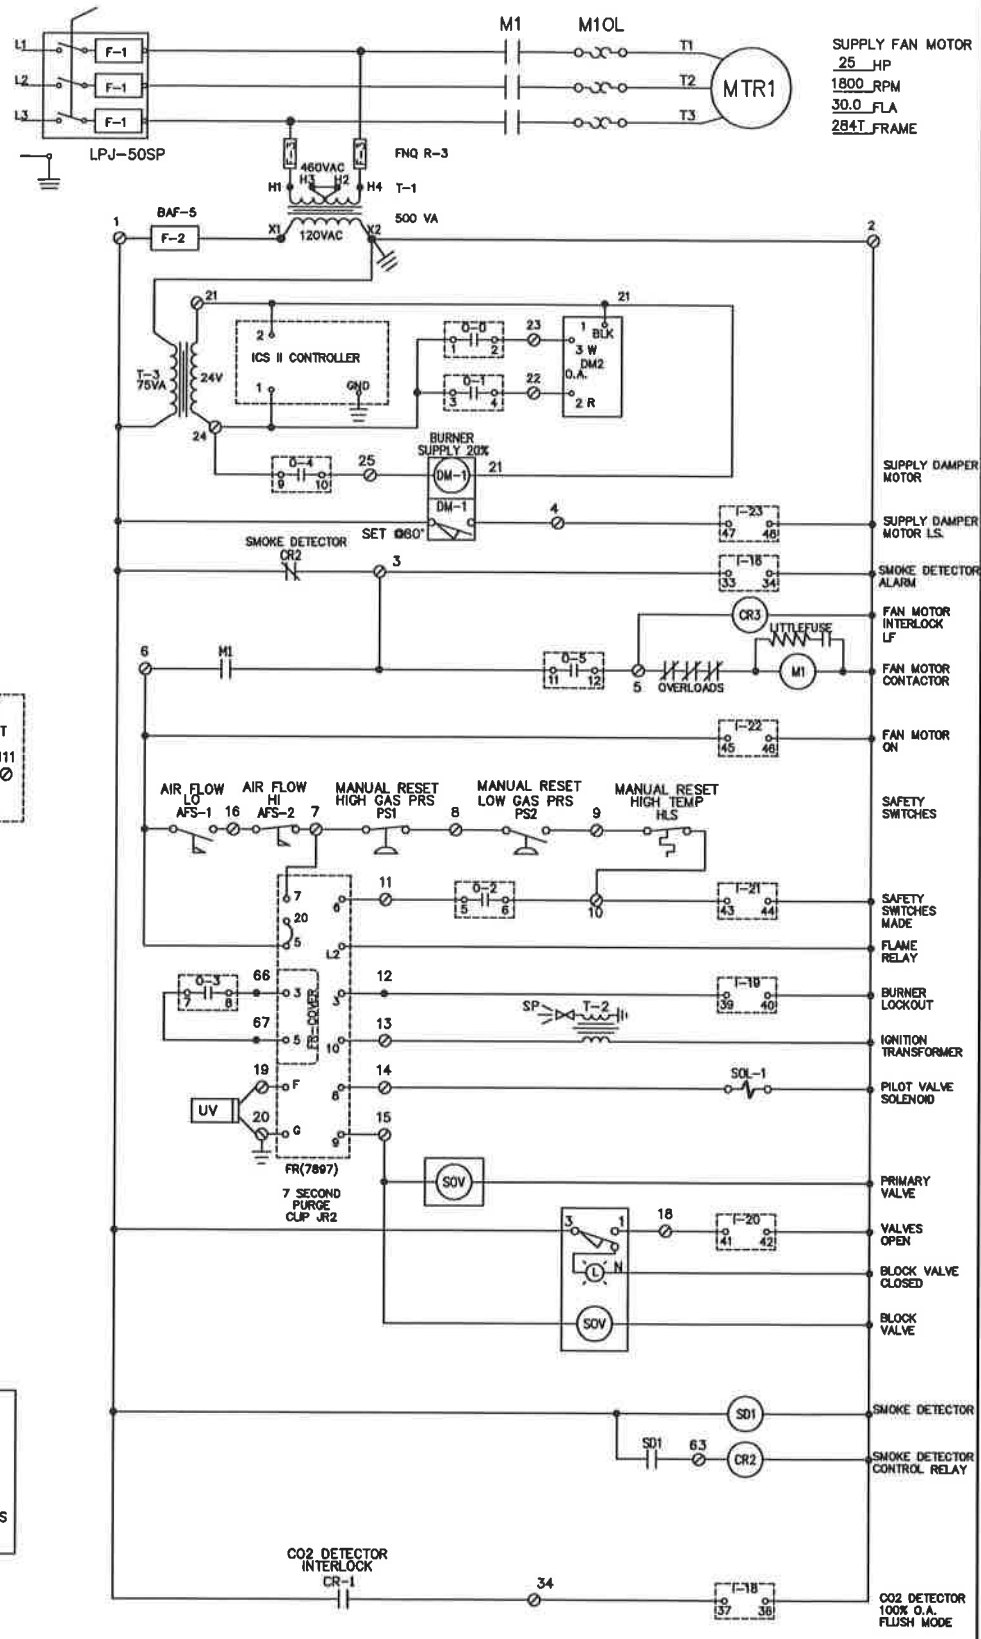 M1
M1OL
SUPPLY FAN MOTOR
25 HP
1800 RPM
30.0 FLA
284T FRAME
L1
F-1
T1
L2
F-1
T2
MTR1
L3
F-1
T3
LPJ-50SP
F-3
F-3
FNQ R-3
460VAC
H1
H3
H2
H4
T-1
500 VA
1
BAF-5
F-2
X1
120VAC
X2
2
21
21
2
ICS II CONTROLLER
1
GND
T-3
75VA
24V
24
O-0
1
2
23
O-1
3
4
22
1
BLK
3 W
DM2
O.A.
2 R
BURNER
SUPPLY 20%
O-4
9
10
25
DM-1
21
DM-1
SET @60°
4
I-23
47
48
SUPPLY DAMPER
MOTOR
SUPPLY DAMPER
MOTOR LS.
SMOKE DETECTOR
CR2
3
I-16
33
34
SMOKE DETECTOR
ALARM
CR3
FAN MOTOR
INTERLOCK
LF
LITTLEFUSE
6
M1
O-5
11
12
5
OVERLOADS
M1
FAN MOTOR
CONTACTOR
I-22
45
46
FAN MOTOR
ON
T
111
AIR FLOW
LO
AFS-1
16
AIR FLOW
HI
AFS-2
7
MANUAL RESET
HIGH GAS PRS
PS1
8
MANUAL RESET
LOW GAS PRS
PS2
9
MANUAL RESET
HIGH TEMP
HLS
SAFETY
SWITCHES
7
6
11
O-2
5
6
10
I-21
43
44
SAFETY
SWITCHES
MADE
20
5
L2
FLAME
RELAY
O-3
7
8
66
3
FR-COVER
3
12
I-19
39
40
BURNER
LOCKOUT
67
5
10
13
SP
T-2
IGNITION
TRANSFORMER
19
F
8
14
SOL-1
PILOT VALVE
SOLENOID
UV
20
G
9
15
FR(7897)
7 SECOND
PURGE
CLIP JR2
SOV
PRIMARY
VALVE
3
1
18
I-20
41
42
VALVES
OPEN
L
N
BLOCK VALVE
CLOSED
SOV
BLOCK
VALVE
SD1
SMOKE DETECTOR
SD1
63
CR2
SMOKE DETECTOR
CONTROL RELAY
S
CO2 DETECTOR
INTERLOCK
CR-1
34
I-18
37
38
CO2 DETECTOR
100% O.A.
FLUSH MODE